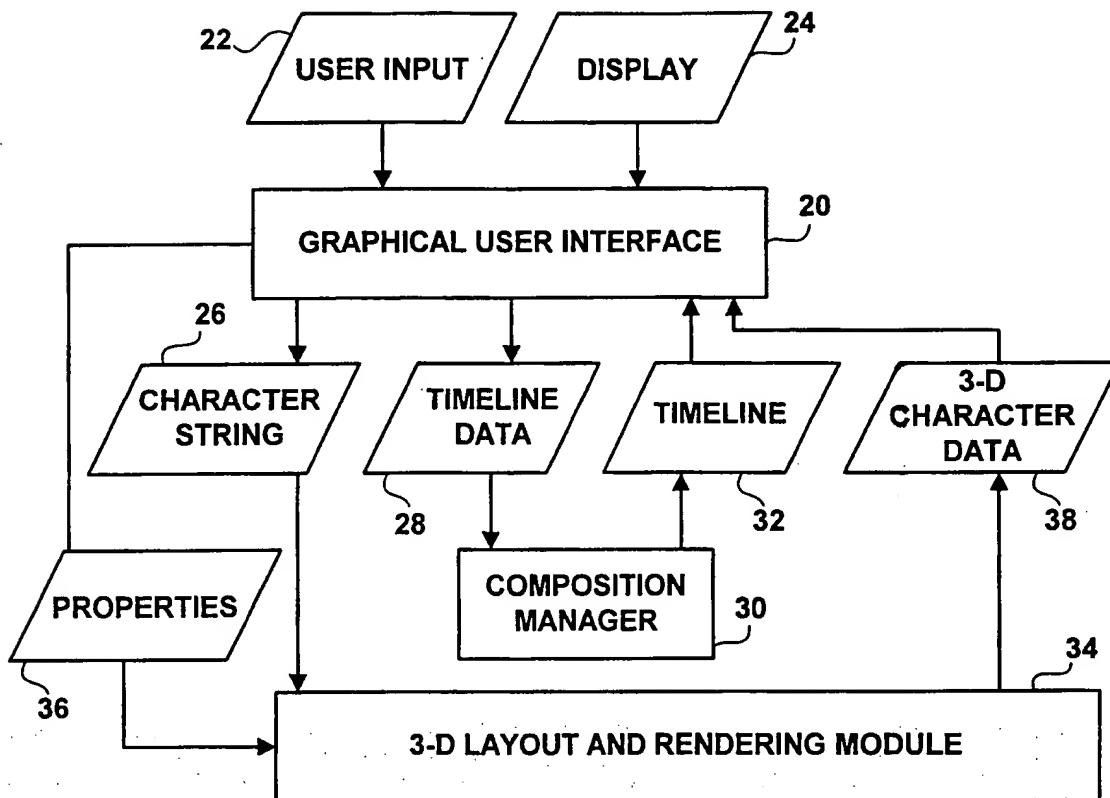 22
USER INPUT
DISPLAY
24
GRAPHICAL USER INTERFACE
20
26
CHARACTER
STRING
TIMELINE
DATA
28
TIMELINE
32
3-D
CHARACTER
DATA
38
PROPERTIES
36
COMPOSITION
MANAGER
30
34
3-D LAYOUT AND RENDERING MODULE